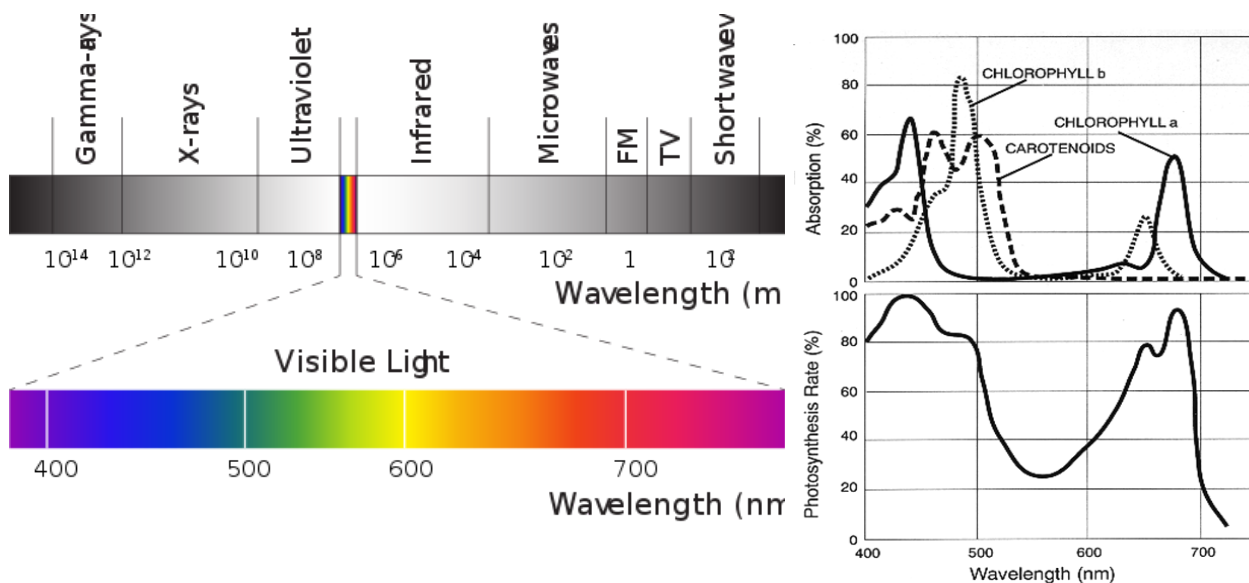 Gamma-rays
X-rays
Ultraviolet
Infrared
Microwaves
FM
TV
Shortwav
10^14 10^12 10^10 10^8 10^6 10^4 10^2 1 10^2
Wavelength (m
Visible Light
400 500 600 700
Wavelength (nm
100
80
60
40
20
0
Absorption (%)
CHLOROPHYLL b
CHLOROPHYLL a
CAROTENOIDS
100
80
60
40
20
0
Photosynthesis Rate (%)
400 500 600 700
Wavelength (nm)